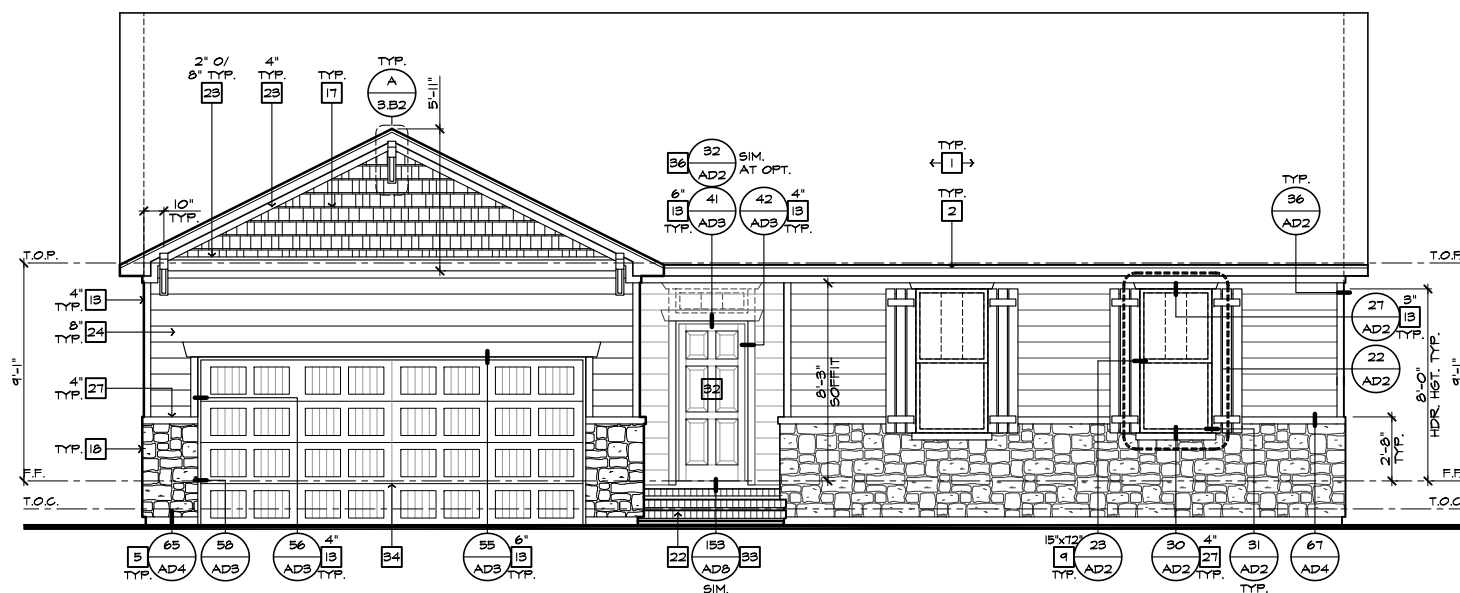 2" O/
8" TYP.
23
4"
TYP.
23
TYP.
17
TYP.
A
3.B2
5'-11"
10"
TYP.
36
32
AD2
SIM.
AT OPT.
6"
13
TYP.
41
AD3
42
AD3
4"
13
TYP.
TYP.
1
TYP.
2
TYP.
36
AD2
T.O.P.
T.O.P.
4"
TYP.
13
8"
TYP.
24
4"
TYP.
27
TYP.
18
9'-1"
32
8'-3"
SOFFIT
27
AD2
3"
13
TYP.
22
AD2
8'-0"
HDR. HGT. TYP.
9'-1"
2'-8"
TYP.
F.F.
F.F.
T.O.C.
T.O.C.
5
TYP.
65
AD4
58
AD3
56
AD3
4"
13
TYP.
34
55
AD3
6"
13
TYP.
22
153
AD8
SIM.
33
15"x72"
9
TYP.
23
AD2
30
AD2
4"
27
TYP.
31
AD2
TYP.
67
AD4